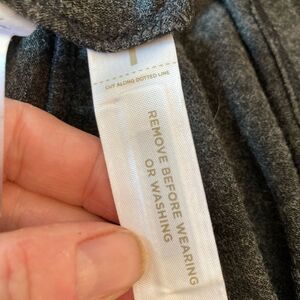 CUT ALONG DOTTED LINE
REMOVE BEFORE WEARING
OR WASHING